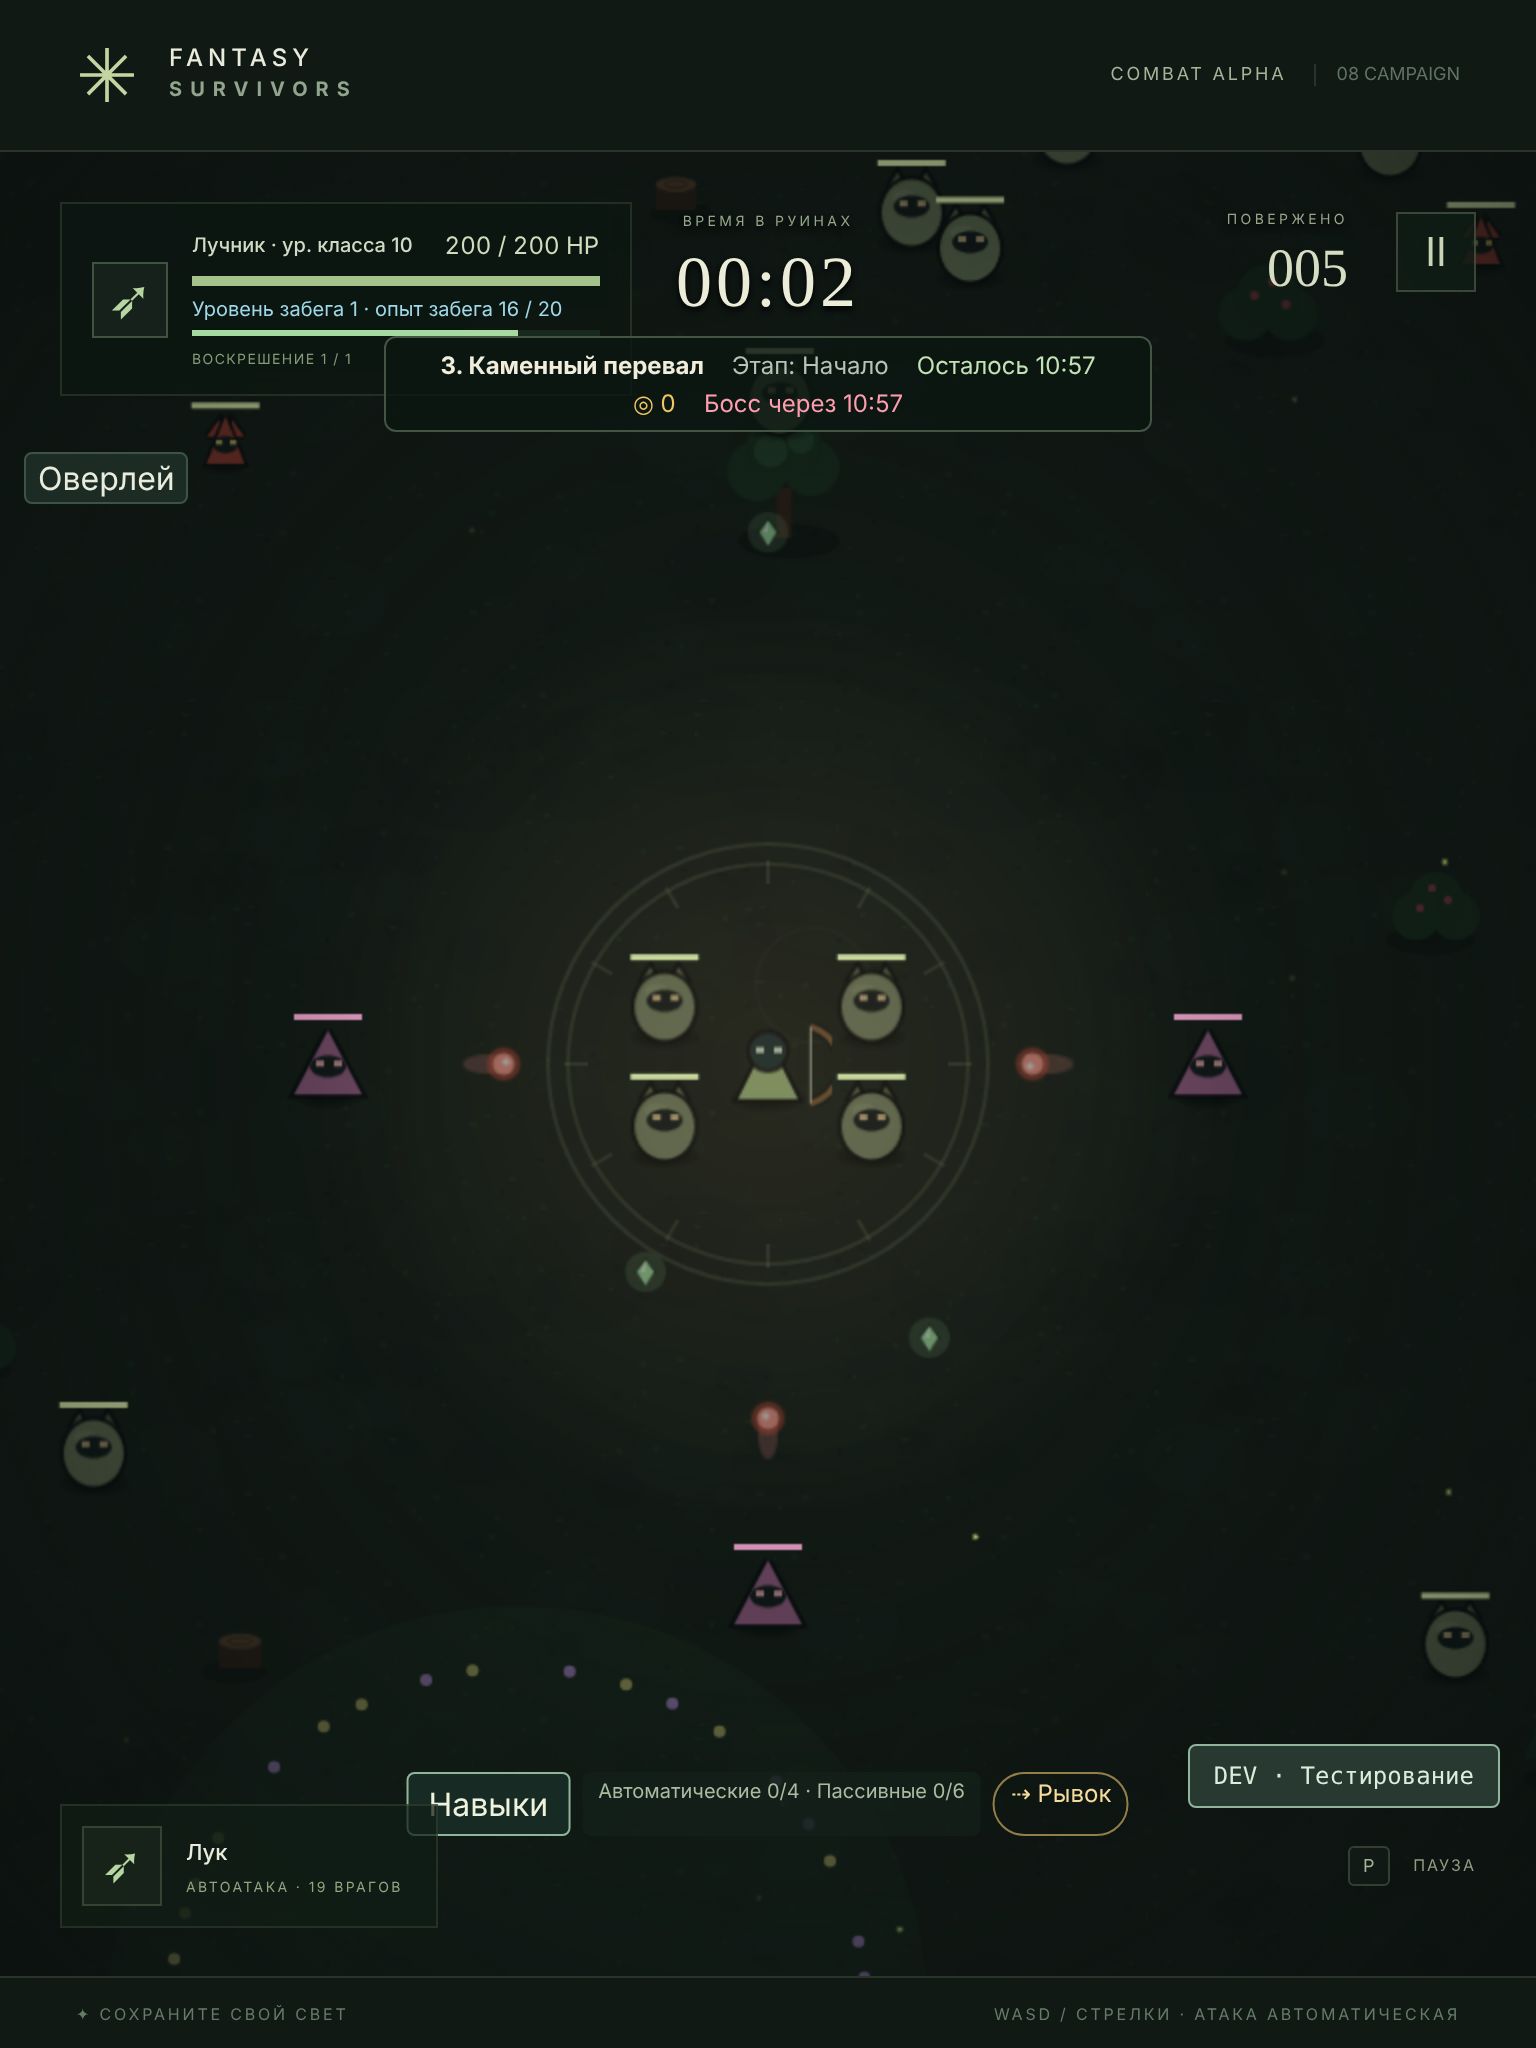 FANTASY
SURVIVORS
COMBAT ALPHA
08 CAMPAIGN
Лучник · ур. класса 10
200 / 200 HP
Уровень забега 1 · опыт забега 16 / 20
ВОСКРЕШЕНИЕ 1 / 1
ВРЕМЯ В РУИНАХ
00:02
ПОВЕРЖЕНО
005
3. Каменный перевал Этап: Начало Осталось 10:57
◎ 0 Босс через 10:57
Оверлей
Навыки
Автоматические 0/4 · Пассивные 0/6
⇢ Рывок
DEV · Тестирование
Лук
АВТОАТАКА · 19 ВРАГОВ
P ПАУЗА
✦ СОХРАНИТЕ СВОЙ СВЕТ
WASD / СТРЕЛКИ · АТАКА АВТОМАТИЧЕСКАЯ